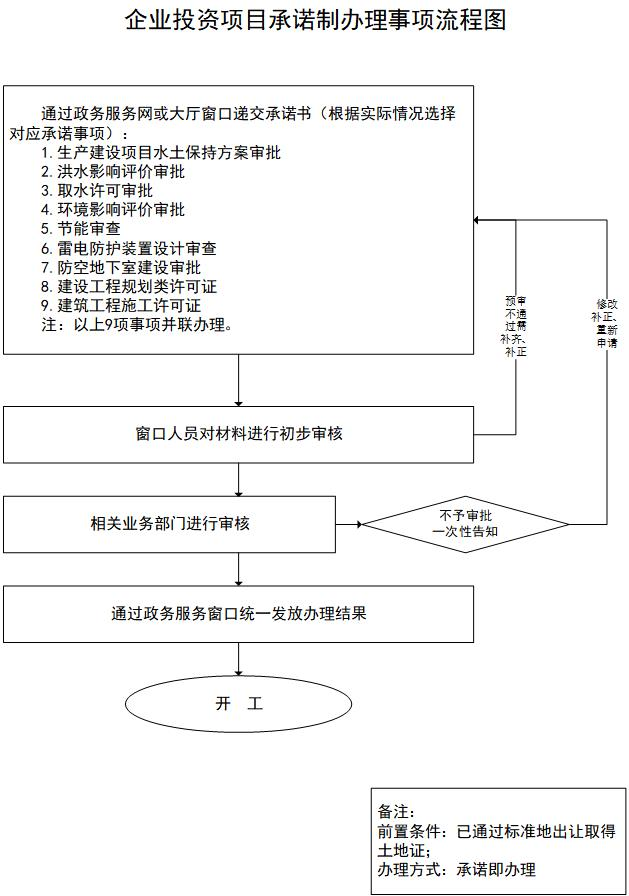 企业投资项目承诺制办理事项流程图
通过政务服务网或大厅窗口递交承诺书（根据实际情况选择
对应承诺事项）：
1.生产建设项目水土保持方案审批
2.洪水影响评价审批
3.取水许可审批
4.环境影响评价审批
5.节能审查
6.雷电防护装置设计审查
7.防空地下室建设审批
8.建设工程规划类许可证
9.建筑工程施工许可证
注：以上9项事项并联办理。
预审
不通
过需
补齐、
补正
修改
补正、
重新
申请
窗口人员对材料进行初步审核
相关业务部门进行审核
不予审批
一次性告知
通过政务服务窗口统一发放办理结果
开 工
备注：
前置条件：已通过标准地出让取得
土地证；
办理方式：承诺即办理